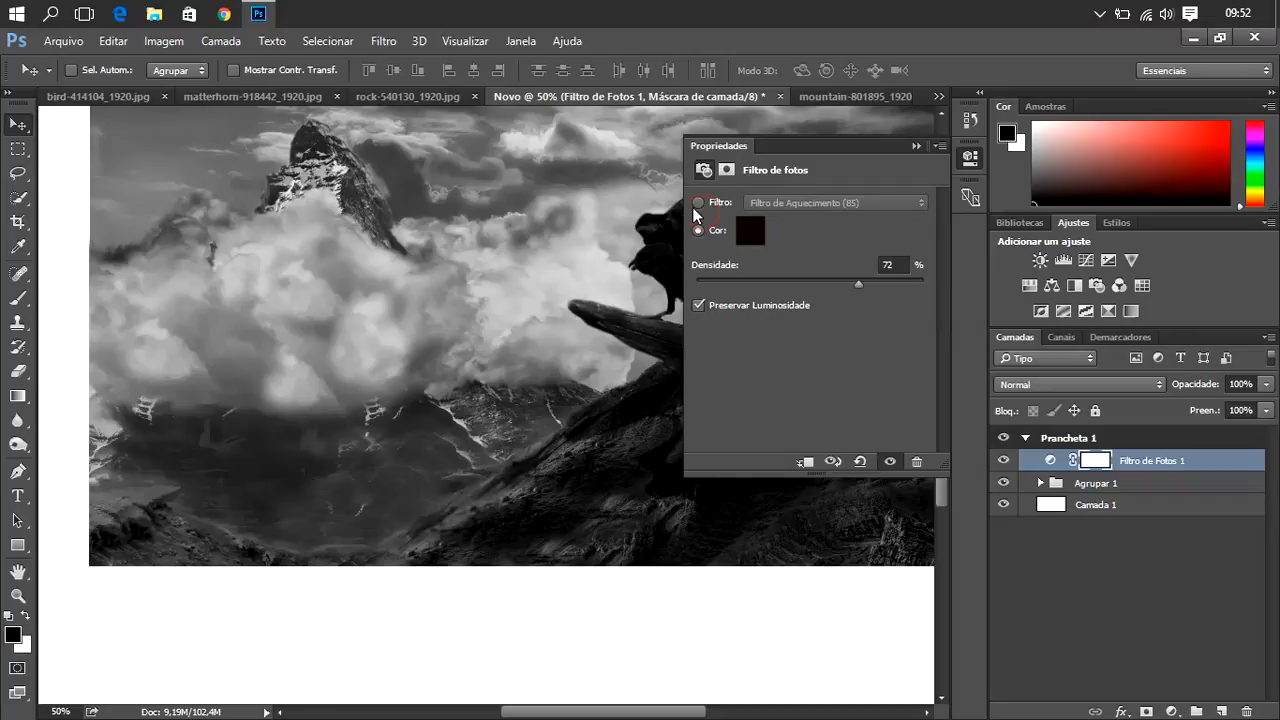 09:52
Ps Arquivo Editar Imagem Camada Texto Selecionar Filtro 3D Visualizar Janela Ajuda
Sel. Autom.: Agrupar Mostrar Contr. Transf. Modo 3D: Essenciais
bird-414104_1920.jpg × matterhorn-918442_1920.jpg × rock-540130_1920.jpg × Novo @ 50% (Filtro de Fotos 1, Máscara de camada/8) * × mountain-801895_1920
Propriedades
Filtro de fotos
Filtro: Filtro de Aquecimento (85)
Cor:
Densidade: 72 %
Preservar Luminosidade
Cor Amostras
Bibliotecas Ajustes Estilos
Adicionar um ajuste
Camadas Canais Demarcadores
Tipo
Normal Opacidade: 100%
Bloq.: Preen.: 100%
Prancheta 1
Filtro de Fotos 1
Agrupar 1
Camada 1
50% Doc: 9,19M/102,4M